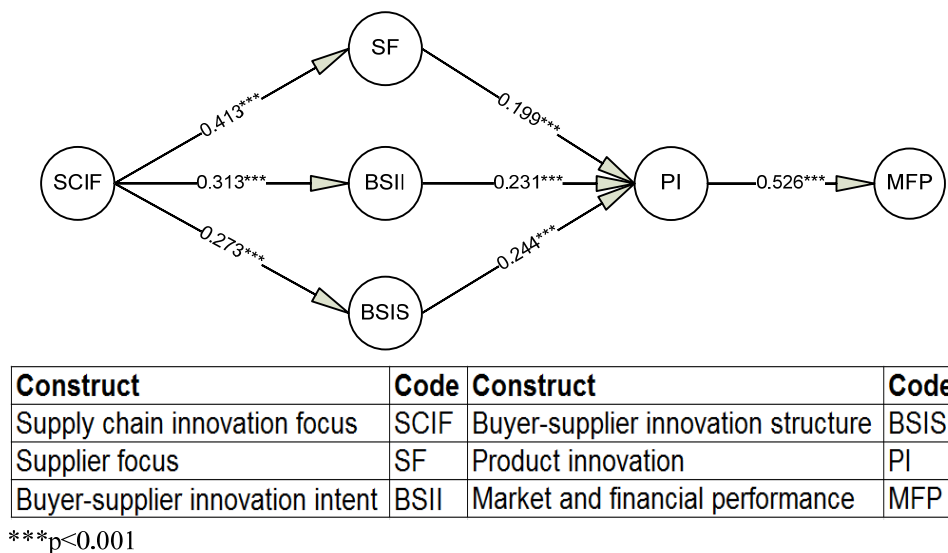 SF
0.413***
0.199***
SCIF
0.313***
BSII
0.231***
PI
0.526***
MFP
0.273***
0.244***
BSIS
Construct Code Construct Code
Supply chain innovation focus SCIF Buyer-supplier innovation structure BSIS
Supplier focus SF Product innovation PI
Buyer-supplier innovation intent BSII Market and financial performance MFP
***p<0.001